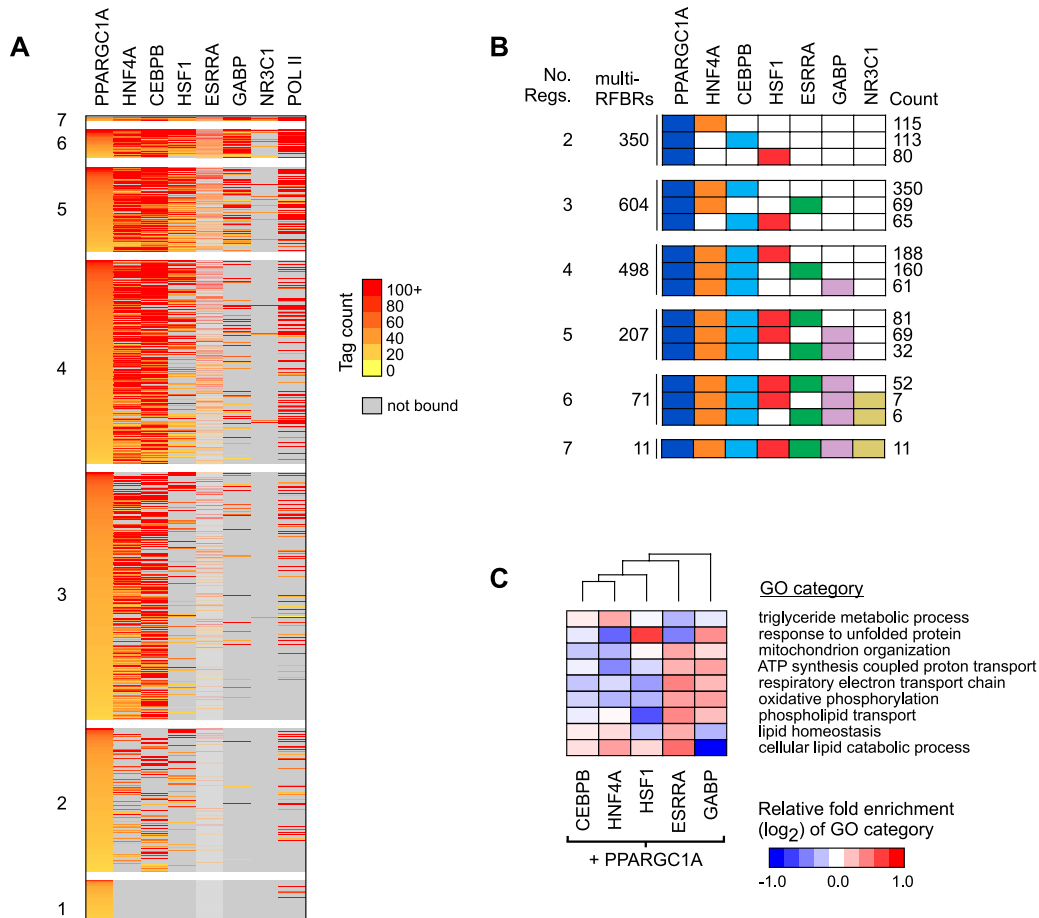 A
PPARGC1A
HNF4A
CEBPB
HSF1
ESRRA
GABP
NR3C1
POL II
7
6
5
4
3
2
1
Tag count
100+
80
60
40
20
0
not bound
B
No. Regs.
multi-RFBRs
PPARGC1A
HNF4A
CEBPB
HSF1
ESRRA
GABP
NR3C1
Count
2 350
115
113
80
3 604
350
69
65
4 498
188
160
61
5 207
81
69
32
6 71
52
7
6
7 11
11
C
GO category
triglyceride metabolic process
response to unfolded protein
mitochondrion organization
ATP synthesis coupled proton transport
respiratory electron transport chain
oxidative phosphorylation
phospholipid transport
lipid homeostasis
cellular lipid catabolic process
CEBPB
HNF4A
HSF1
ESRRA
GABP
+ PPARGC1A
Relative fold enrichment
(log2) of GO category
-1.0 0.0 1.0